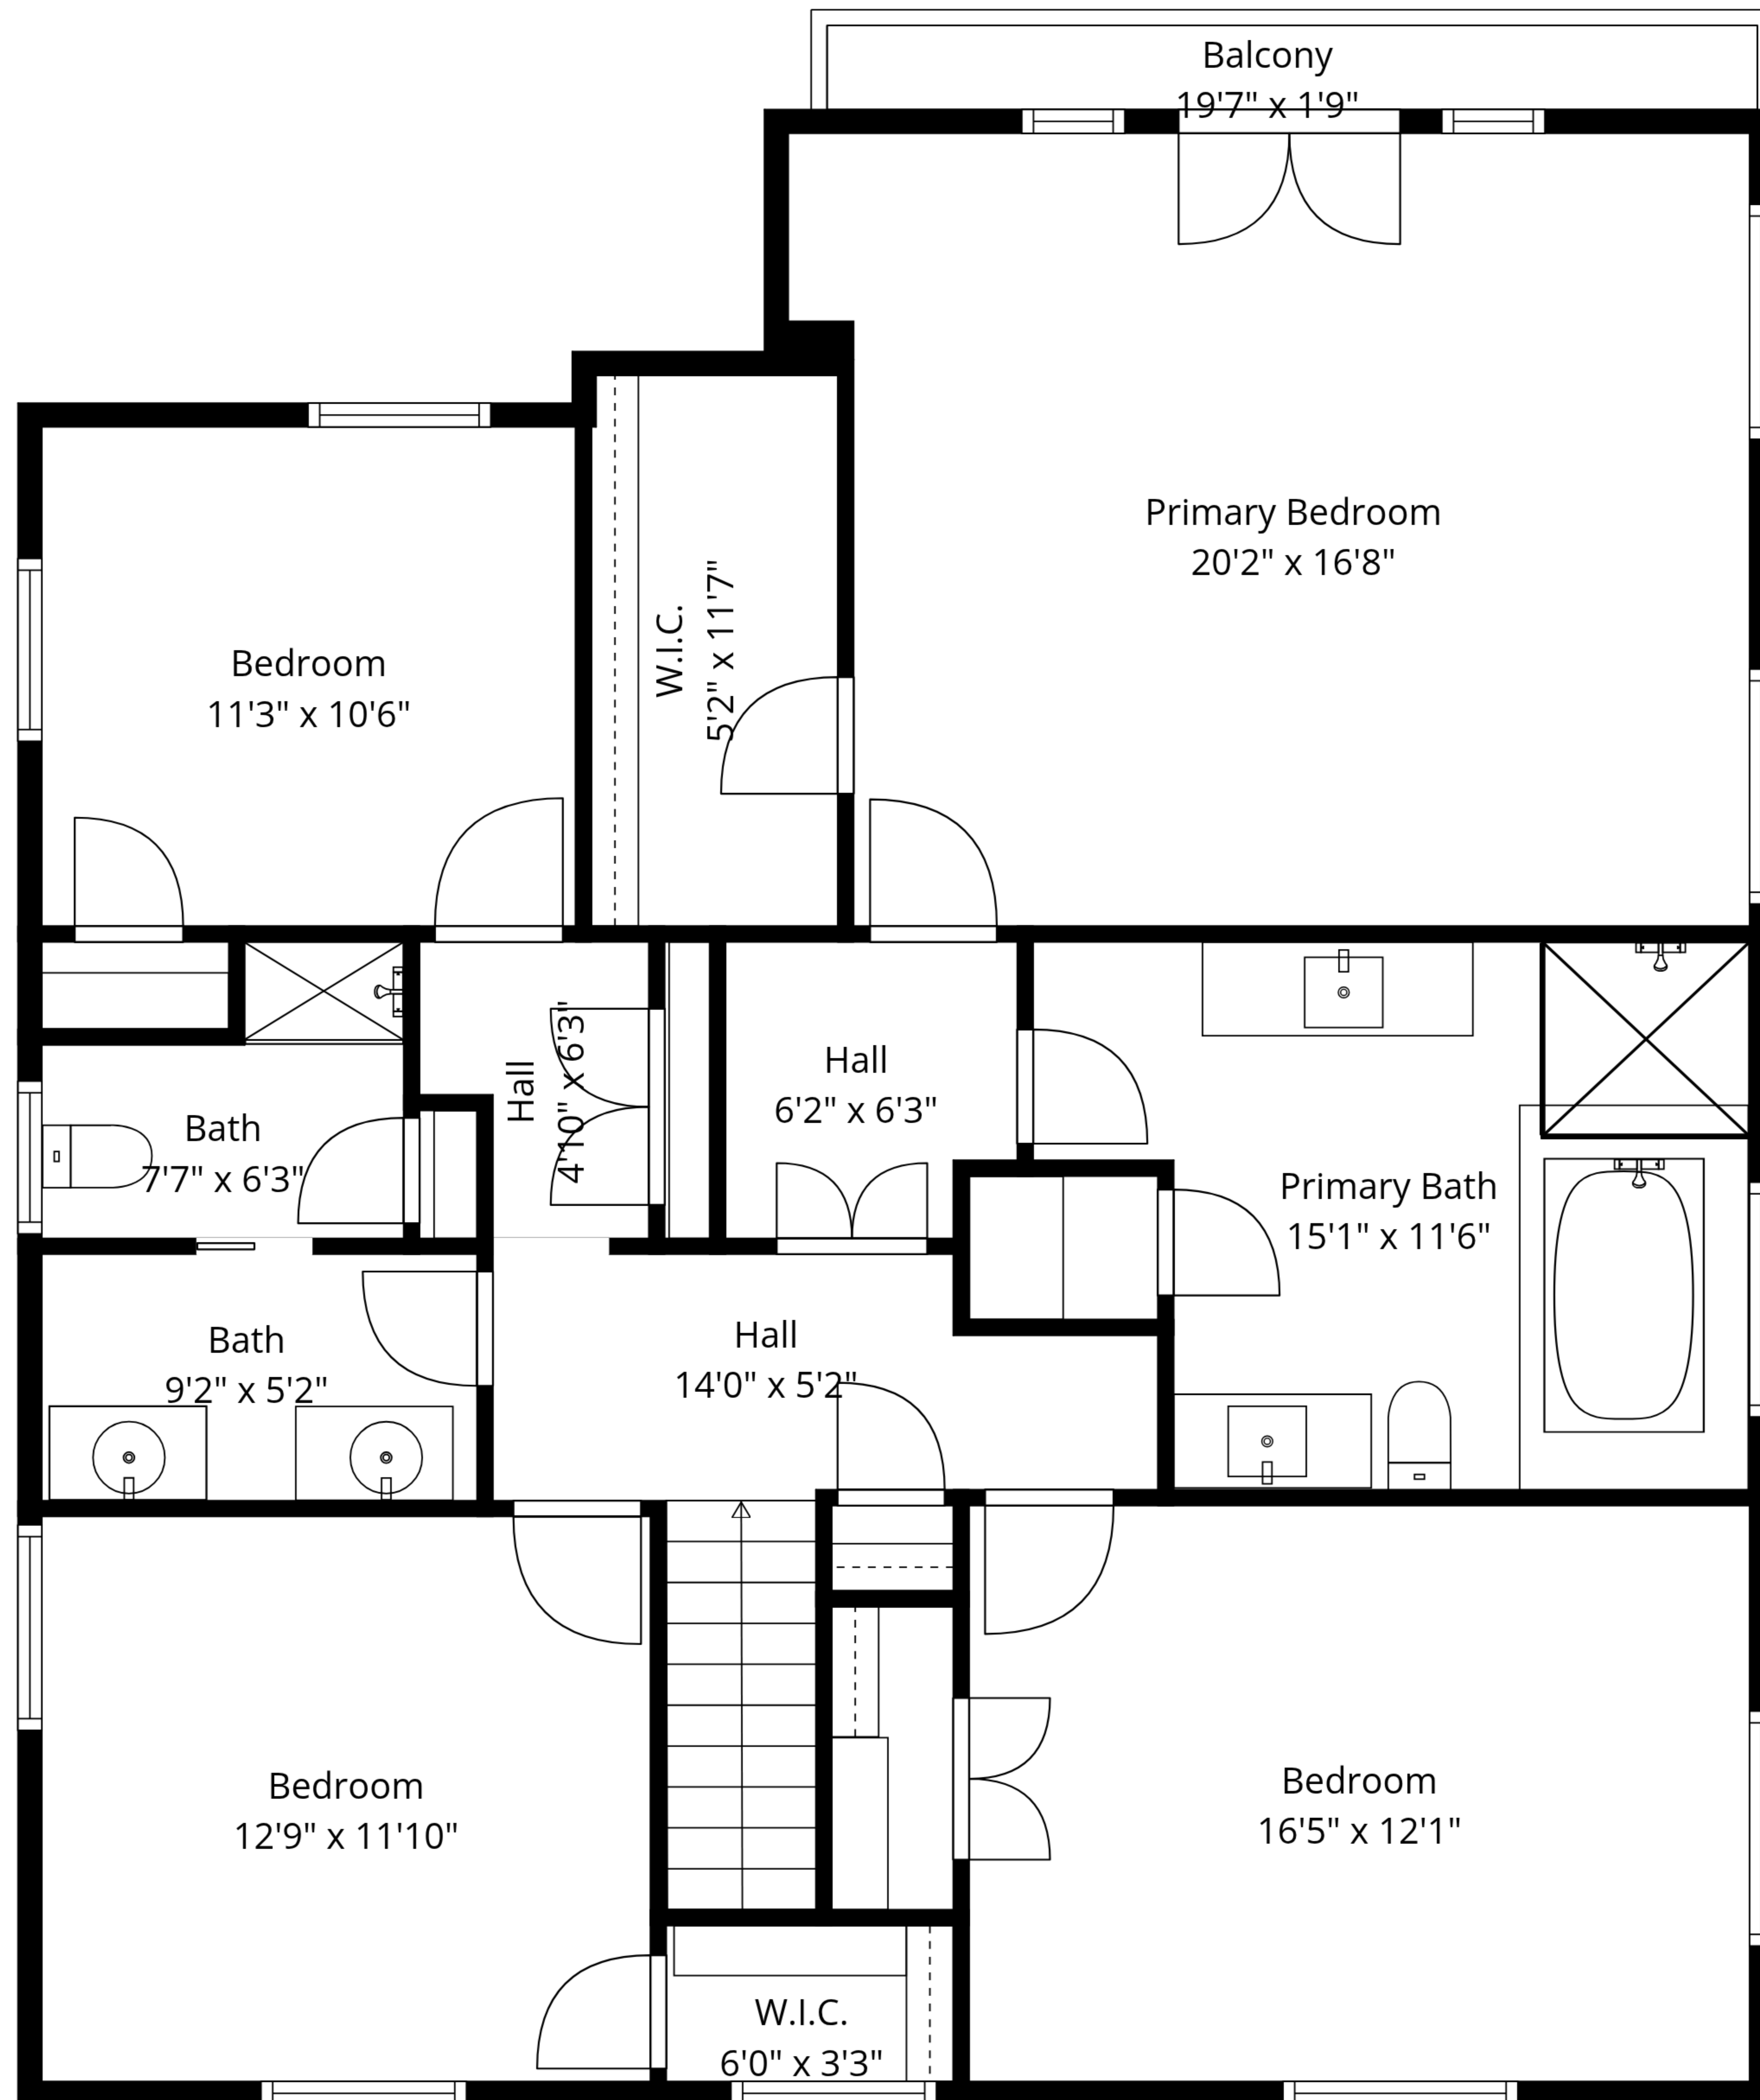 Balcony
19'7" x 1'9"
Primary Bedroom
20'2" x 16'8"
W.I.C.
5'2" x 11'7"
Bedroom
11'3" x 10'6"
Hall
4'10" x 6'3"
Hall
6'2" x 6'3"
Bath
7'7" x 6'3"
Primary Bath
15'1" x 11'6"
Bath
9'2" x 5'2"
Hall
14'0" x 5'2"
Bedroom
12'9" x 11'10"
Bedroom
16'5" x 12'1"
W.I.C.
6'0" x 3'3"